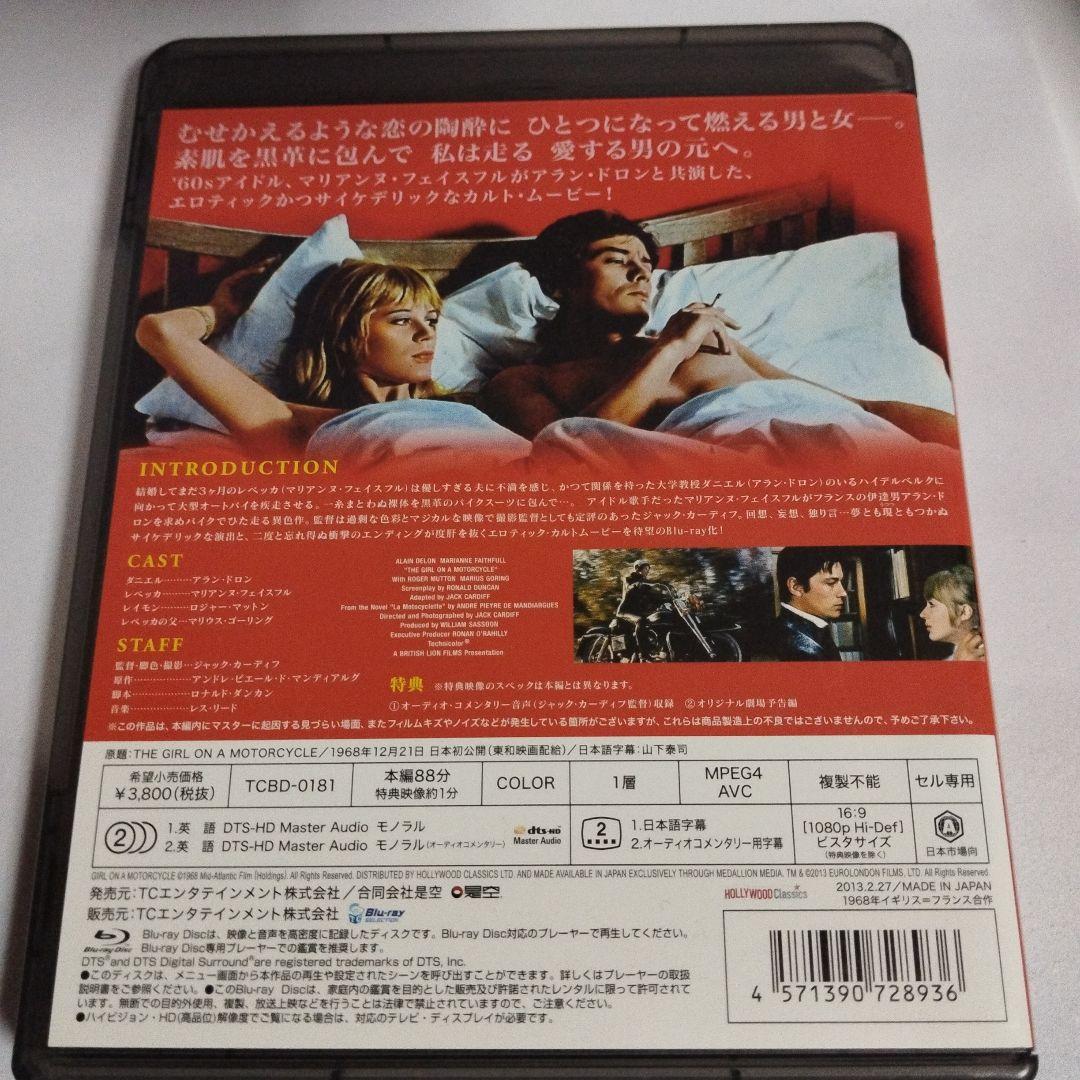 むせかえるような恋の陶酔に ひとつになって燃える男と女──。
素肌を黒革に包んで 私は走る 愛する男の元へ。
'60sアイドル、マリアンヌ・フェイスフルがアラン・ドロンと共演した、
エロティックかつサイケデリックなカルト・ムービー!
INTRODUCTION
結婚してまだ3ヶ月のレベッカ(マリアンヌ・フェイスフル)は優しすぎる夫に不満を感じ、かつて関係を持った大学教授ダニエル(アラン・ドロン)のいるハイデルベルクに
向かって大型オートバイを疾走させる。一糸まとわぬ裸体を黒革のバイクスーツに包んで…。 アイドル歌手だったマリアンヌ・フェイスフルがフランスの伊達男アラン・ド
ロンを求めバイクでひた走る異色作。監督は過剰な色彩とマジカルな映像で撮影監督としても定評のあったジャック・カーディフ。回想、妄想、独り言…夢とも現ともつかぬ
サイケデリックな演出と、二度と忘れ得ぬ衝撃のエンディングが度肝を抜くエロティック・カルトムービーを待望のBlu-ray化!
CAST
ダニエル………アラン・ドロン
レベッカ………マリアンヌ・フェイスフル
レイモン………ロジャー・マットン
レベッカの父…マリウス・ゴーリング
STAFF
監督・脚色・撮影…ジャック・カーディフ
原作………………アンドレ・ピエール・ド・マンディアルグ
脚本………………ロナルド・ダンカン
音楽………………レス・リード
ALAIN DELON MARIANNE FAITHFULL
"THE GIRL ON A MOTORCYCLE"
With ROGER MUTTON MARIUS GORING
Screenplay by RONALD DUNCAN
Adapted by JACK CARDIFF
From the Novel "La Motocyclette" by ANDRE PIEYRE DE MANDIARGUES
Directed and Photographed by JACK CARDIFF
Produced by WILLIAM SASSOON
Executive Producer RONAN O'RAHILLY
Technicolor®
A BRITISH LION FILMS Presentation
特典 ※特典映像のスペックは本編とは異なります。
①オーディオ・コメンタリー音声(ジャック・カーディフ監督)収録 ②オリジナル劇場予告編
※この作品は、本編内にマスターに起因する見づらい場面、またフィルムキズやノイズなどが発生している箇所がございますが、これらは商品製造上の不良ではございませんので、予めご了承下さい。
原題:THE GIRL ON A MOTORCYCLE/1968年12月21日 日本初公開(東和映画配給)/日本語字幕:山下泰司
希望小売価格
¥3,800(税抜)
TCBD-0181
本編88分
特典映像約1分
COLOR
1層
MPEG4
AVC
複製不能
セル専用
2
1.英 語 DTS-HD Master Audio モノラル
2.英 語 DTS-HD Master Audio モノラル(オーディオコメンタリー)
dts-HD
Master Audio
2
1.日本語字幕
2.オーディオコメンタリー用字幕
16:9
[1080p Hi-Def]
ビスタサイズ
(特典映像を除く)
A
日本市場向
GIRL ON A MOTORCYCLE ©1968 Mid-Atlantic Film (Holdings). All Rights Reserved. DISTRIBUTED BY HOLLYWOOD CLASSICS LTD. AND MADE AVAILABLE IN JAPAN EXCLUSIVELY THROUGH MEDALLION MEDIA. TM & ©2013 EUROLONDON FILMS, LTD. All Rights Reserved.
発売元:TCエンタテインメント株式会社/合同会社是空 是空
販売元:TCエンタテインメント株式会社 Blu-ray SELECTION
HOLLYWOOD Classics
2013.2.27/MADE IN JAPAN
1968年イギリス=フランス合作
Blu-ray Disc
Blu-ray Discは、映像と音声を高密度に記録したディスクです。Blu-ray Disc対応のプレーヤーで再生してください。
Blu-ray Disc専用プレーヤーでの鑑賞を推奨します。
DTS®and DTS Digital Surround®are registered trademarks of DTS, Inc.
●このディスクは、メニュー画面から本作品の再生や設定されたシーンを呼び出すことができます。詳しくはプレーヤーの取扱
説明書をご参照ください。●このBlu-ray Discは、家庭内の鑑賞を目的とした販売及び許諾されたレンタルに限って許可されて
います。無断での目的外使用、複製、放送上映などを行うことは法律で禁止されていますので、ご注意ください。
●ハイビジョン・HD(高品位)解像度でご覧になる場合は、対応のテレビ・ディスプレイが必要です。
4 571390 728936